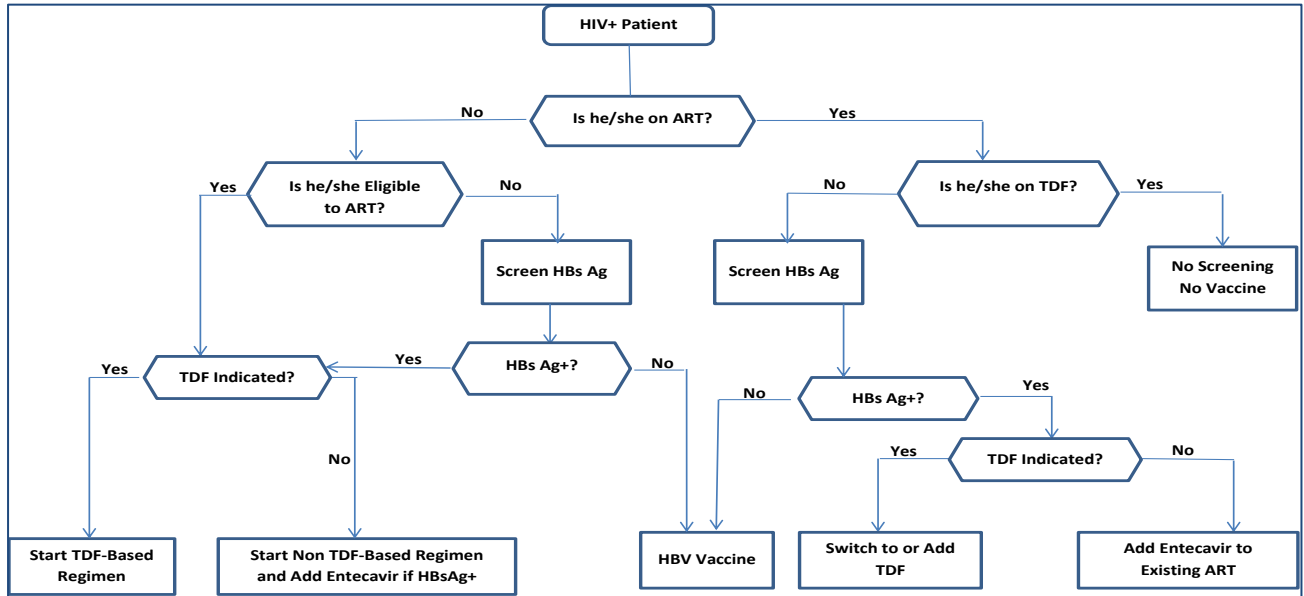 HIV+ Patient
No
Is he/she on ART?
Yes
Yes
Is he/she Eligible
to ART?
No
No
Is he/she on TDF?
Yes
Screen HBs Ag
Screen HBs Ag
No Screening
No Vaccine
Yes
TDF Indicated?
Yes
HBs Ag+?
No
No
HBs Ag+?
Yes
No
Yes
TDF Indicated?
No
Start TDF-Based
Regimen
Start Non TDF-Based Regimen
and Add Entecavir if HBsAg+
HBV Vaccine
Switch to or Add
TDF
Add Entecavir to
Existing ART